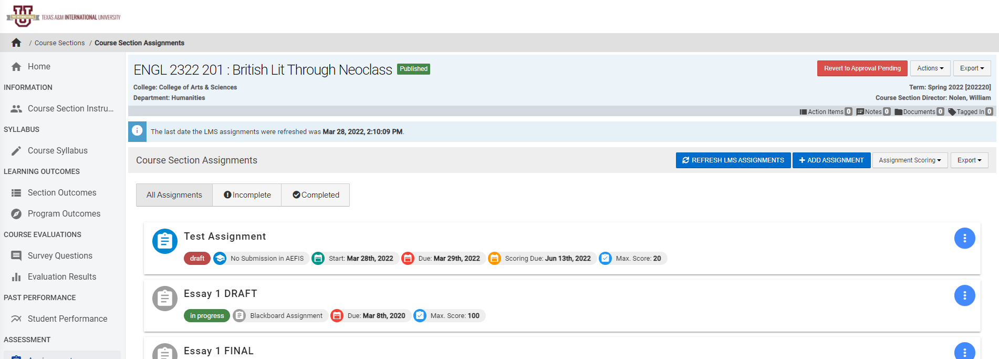 THE INTERNATIONAL
TEXAS A&M INTERNATIONAL UNIVERSITY
/ Course Sections / Course Section Assignments
Home
INFORMATION
Course Section Instru...
SYLLABUS
Course Syllabus
LEARNING OUTCOMES
Section Outcomes
Program Outcomes
COURSE EVALUATIONS
Survey Questions
Evaluation Results
PAST PERFORMANCE
Student Performance
ASSESSMENT
ENGL 2322 201 : British Lit Through Neoclass Published
Revert to Approval Pending Actions Export
College: College of Arts & Sciences
Term: Spring 2022 [202220]
Department: Humanities
Course Section Director: Nolen, William
Action Items 0 Notes 0 Documents 0 Tagged In 0
The last date the LMS assignments were refreshed was Mar 28, 2022, 2:10:09 PM.
Course Section Assignments
REFRESH LMS ASSIGNMENTS + ADD ASSIGNMENT Assignment Scoring Export
All Assignments Incomplete Completed
Test Assignment
draft No Submission in AEFIS Start: Mar 28th, 2022 Due: Mar 29th, 2022 Scoring Due: Jun 13th, 2022 Max. Score: 20
Essay 1 DRAFT
in progress Blackboard Assignment Due: Mar 8th, 2020 Max. Score: 100
Essay 1 FINAL